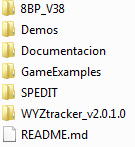 8BP_V38
Demos
Documentacion
GameExamples
SPEDIT
WYZtracker_v2.0.1.0
README.md